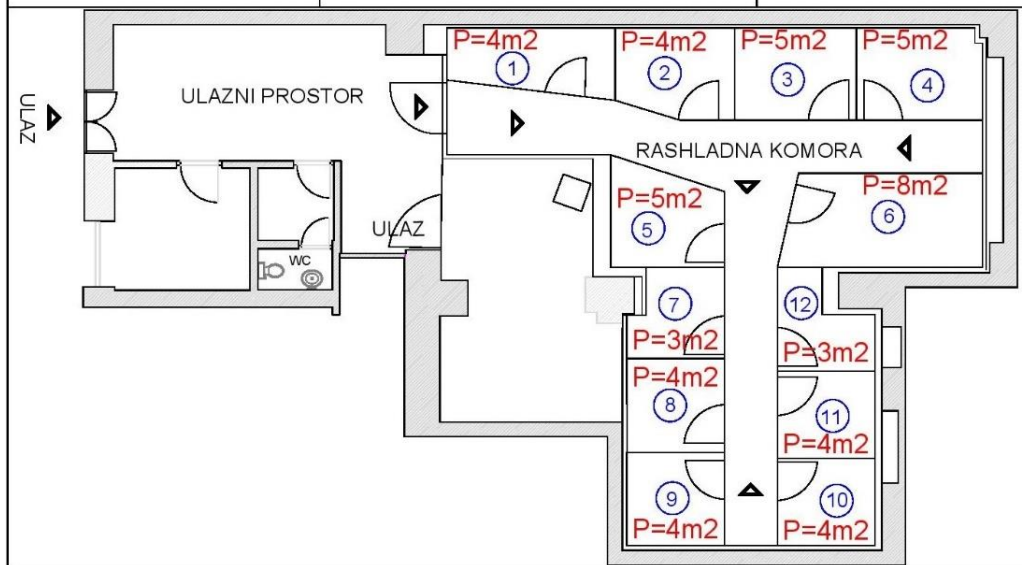 P=4m2
1
P=4m2
2
P=5m2
3
P=5m2
4
ULAZ
ULAZNI PROSTOR
RASHLADNA KOMORA
P=5m2
5
P=8m2
6
ULAZ
WC
7
P=3m2
12
P=3m2
P=4m2
8
11
P=4m2
9
P=4m2
10
P=4m2